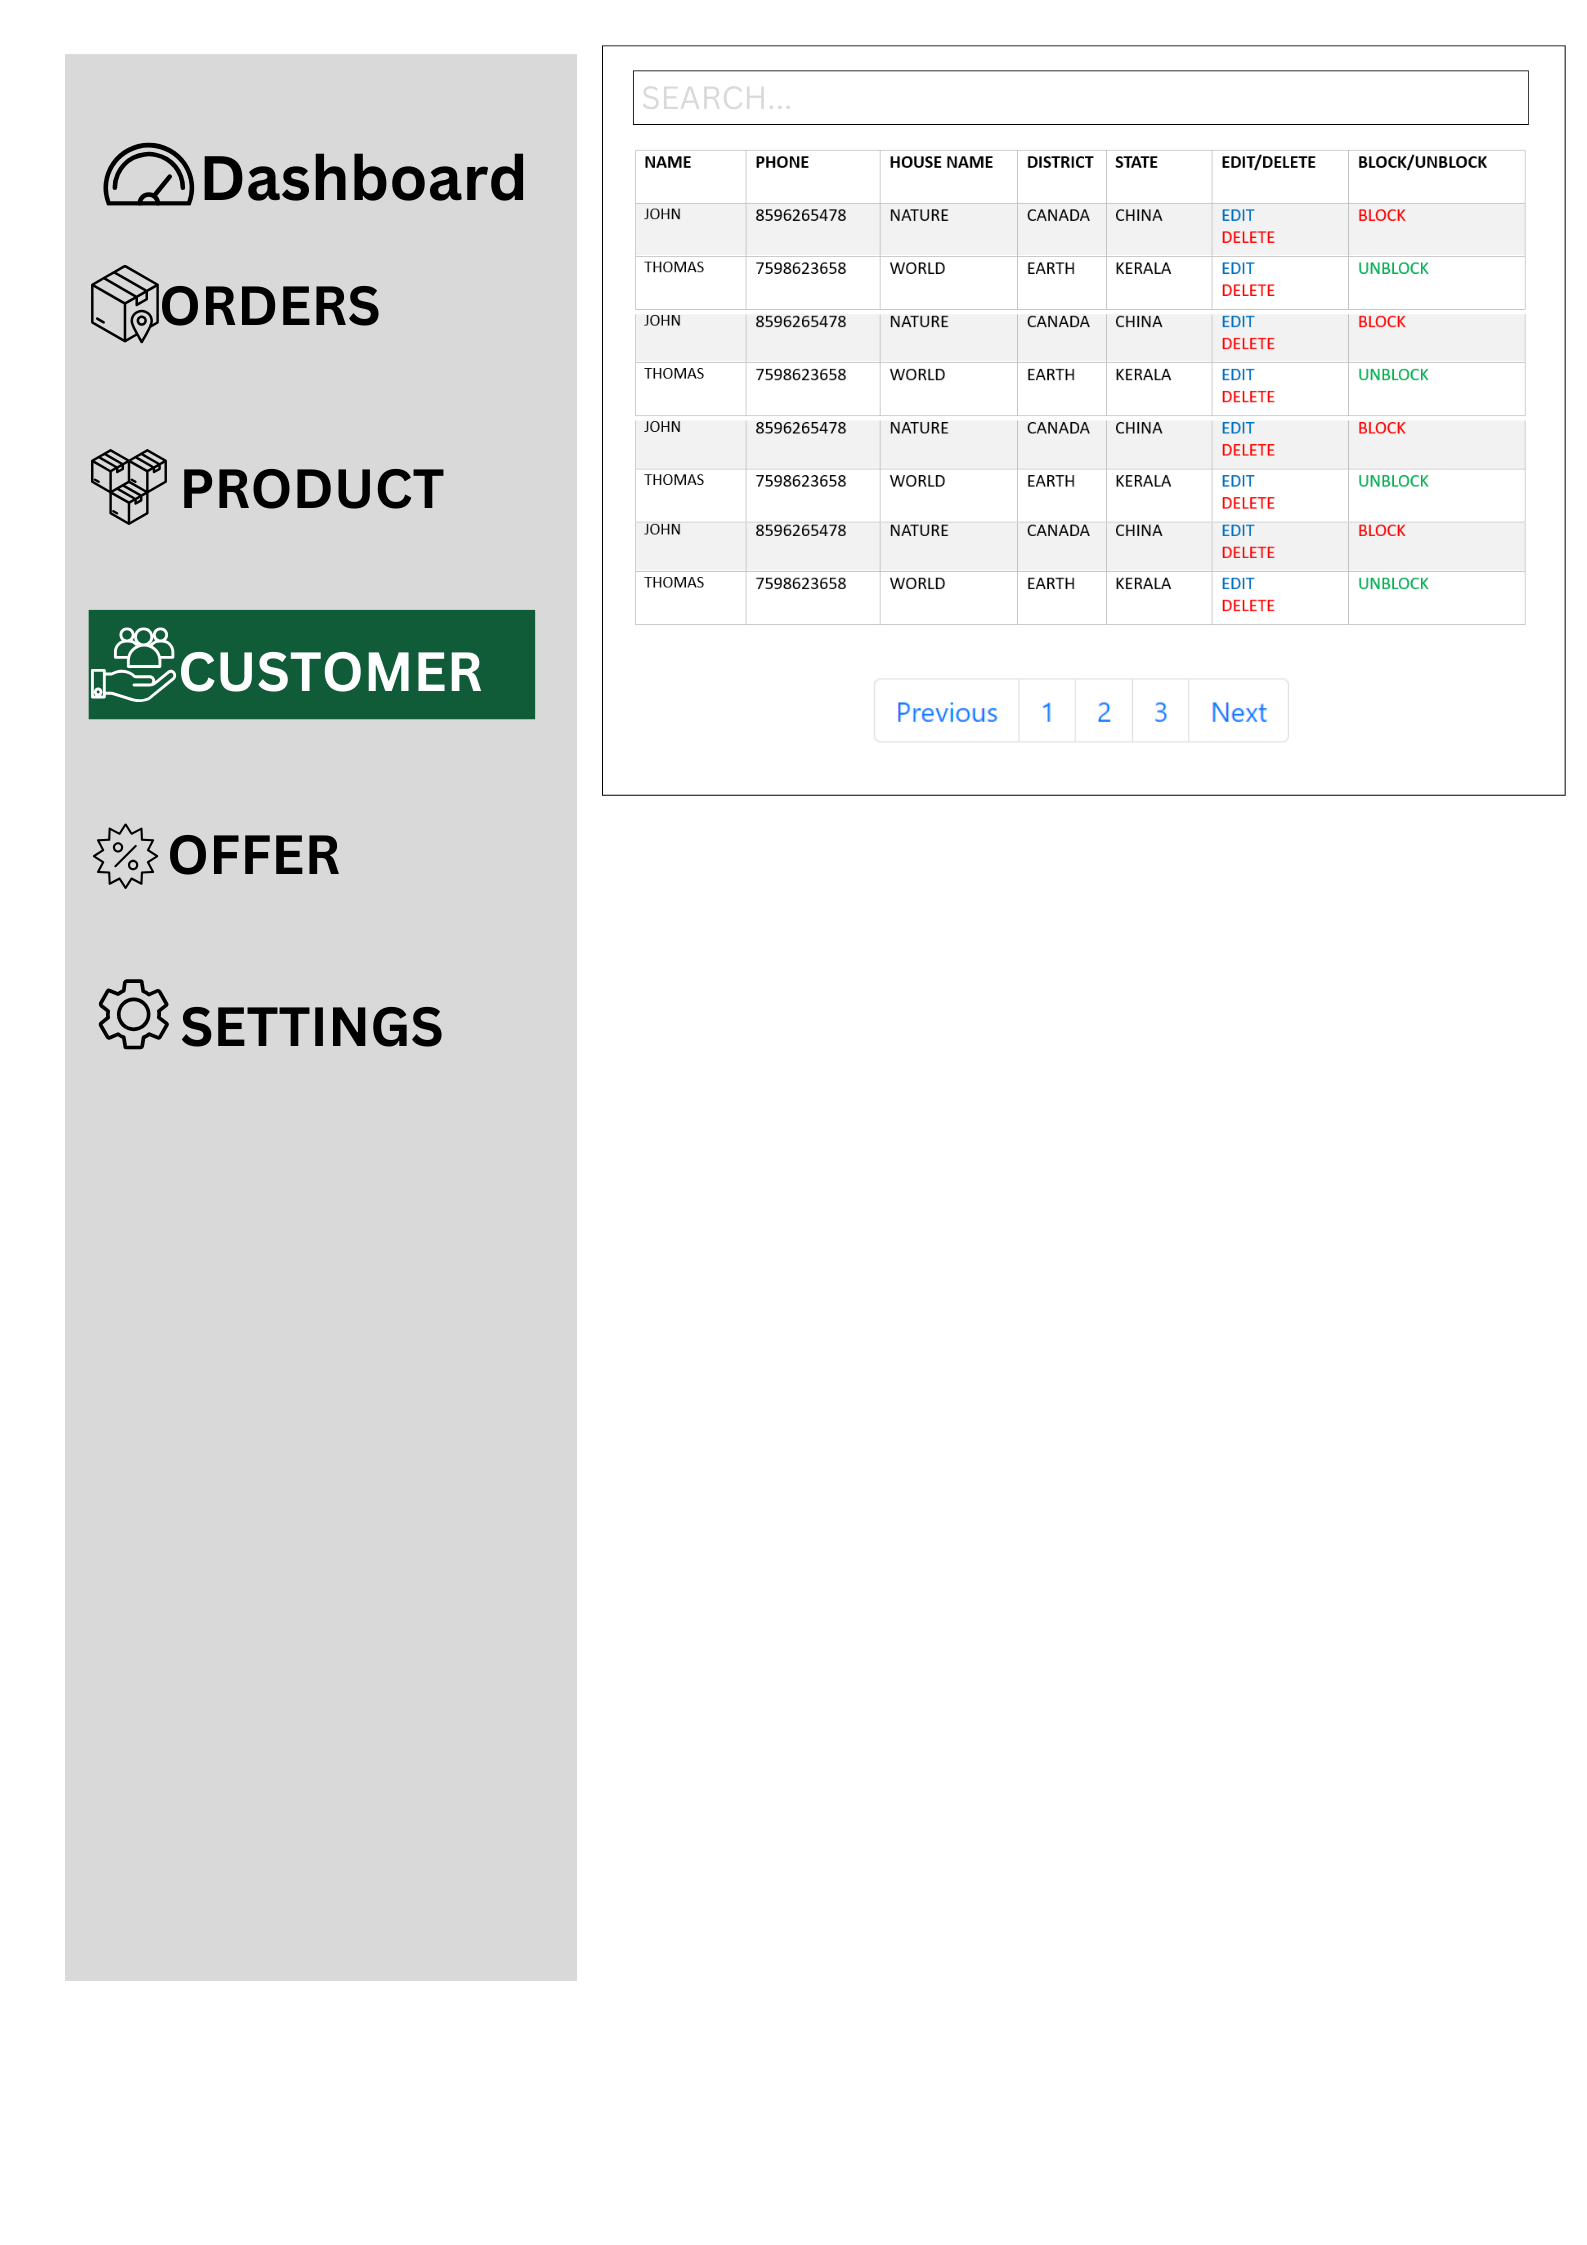 Dashboard
ORDERS
PRODUCT
CUSTOMER
OFFER
SETTINGS
SEARCH...
NAME PHONE HOUSE NAME DISTRICT STATE EDIT/DELETE BLOCK/UNBLOCK
JOHN 8596265478 NATURE CANADA CHINA EDIT BLOCK
DELETE
THOMAS 7598623658 WORLD EARTH KERALA EDIT UNBLOCK
DELETE
JOHN 8596265478 NATURE CANADA CHINA EDIT BLOCK
DELETE
THOMAS 7598623658 WORLD EARTH KERALA EDIT UNBLOCK
DELETE
JOHN 8596265478 NATURE CANADA CHINA EDIT BLOCK
DELETE
THOMAS 7598623658 WORLD EARTH KERALA EDIT UNBLOCK
DELETE
JOHN 8596265478 NATURE CANADA CHINA EDIT BLOCK
DELETE
THOMAS 7598623658 WORLD EARTH KERALA EDIT UNBLOCK
DELETE
Previous 1 2 3 Next